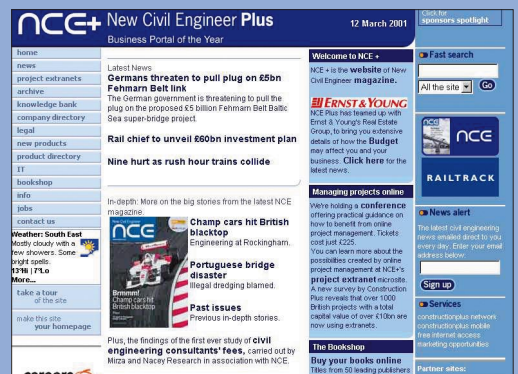 NCE+ New Civil Engineer Plus
Business Portal of the Year
12 March 2001
Click for
sponsors spotlight
home
news
project extranets
archive
knowledge bank
company directory
legal
new products
product directory
IT
bookshop
info
jobs
contact us
Weather: South East
Mostly cloudy with a
few showers. Some
bright spells.
13°Hi | 7°Lo
More...
take a tour
of the site
make this site
your homepage
careers
Latest News
Germans threaten to pull plug on £5bn
Fehmarn Belt link
The German government is threatening to pull the
plug on the proposed £5 billion Fehmarn Belt Baltic
Sea super-bridge project.
Rail chief to unveil £60bn investment plan
Nine hurt as rush hour trains collide
In-depth: More on the big stories from the latest NCE
magazine.
nce
Brmmm!
Champ cars hit
British blacktop
Champ cars hit British
blacktop
Engineering at Rockingham.
Portuguese bridge
disaster
Illegal dredging blamed.
Past issues
Previous in-depth stories.
Plus, the findings of the first ever study of civil
engineering consultants' fees, carried out by
Mirza and Nacey Research in association with NCE.
Welcome to NCE +
NCE + is the website of New
Civil Engineer magazine.
ERNST & YOUNG
NCE Plus has teamed up with
Ernst & Young's Real Estate
Group, to bring you extensive
details of how the Budget
may affect you and your
business. Click here for the
latest news.
Managing projects online
We're holding a conference
offering practical guidance on
how to benefit from online
project management. Tickets
cost just £225.
You can learn more about the
possibilities created by online
project management at NCE+'s
project extranet microsite.
A new survey by Construction
Plus reveals that over 1000
British projects with a total
capital value of over £10bn are
now using extranets.
The Bookshop
Buy your books online
Titles from 50 leading publishers
Fast search
All the site
Go
nce
RAILTRACK
News alert
The latest civil engineering
news emailed direct to you
every day. Enter your email
address below:
Sign up
Services
constructionplus network
constructionplus mobile
free internet access
marketing opportunities
Partner sites: